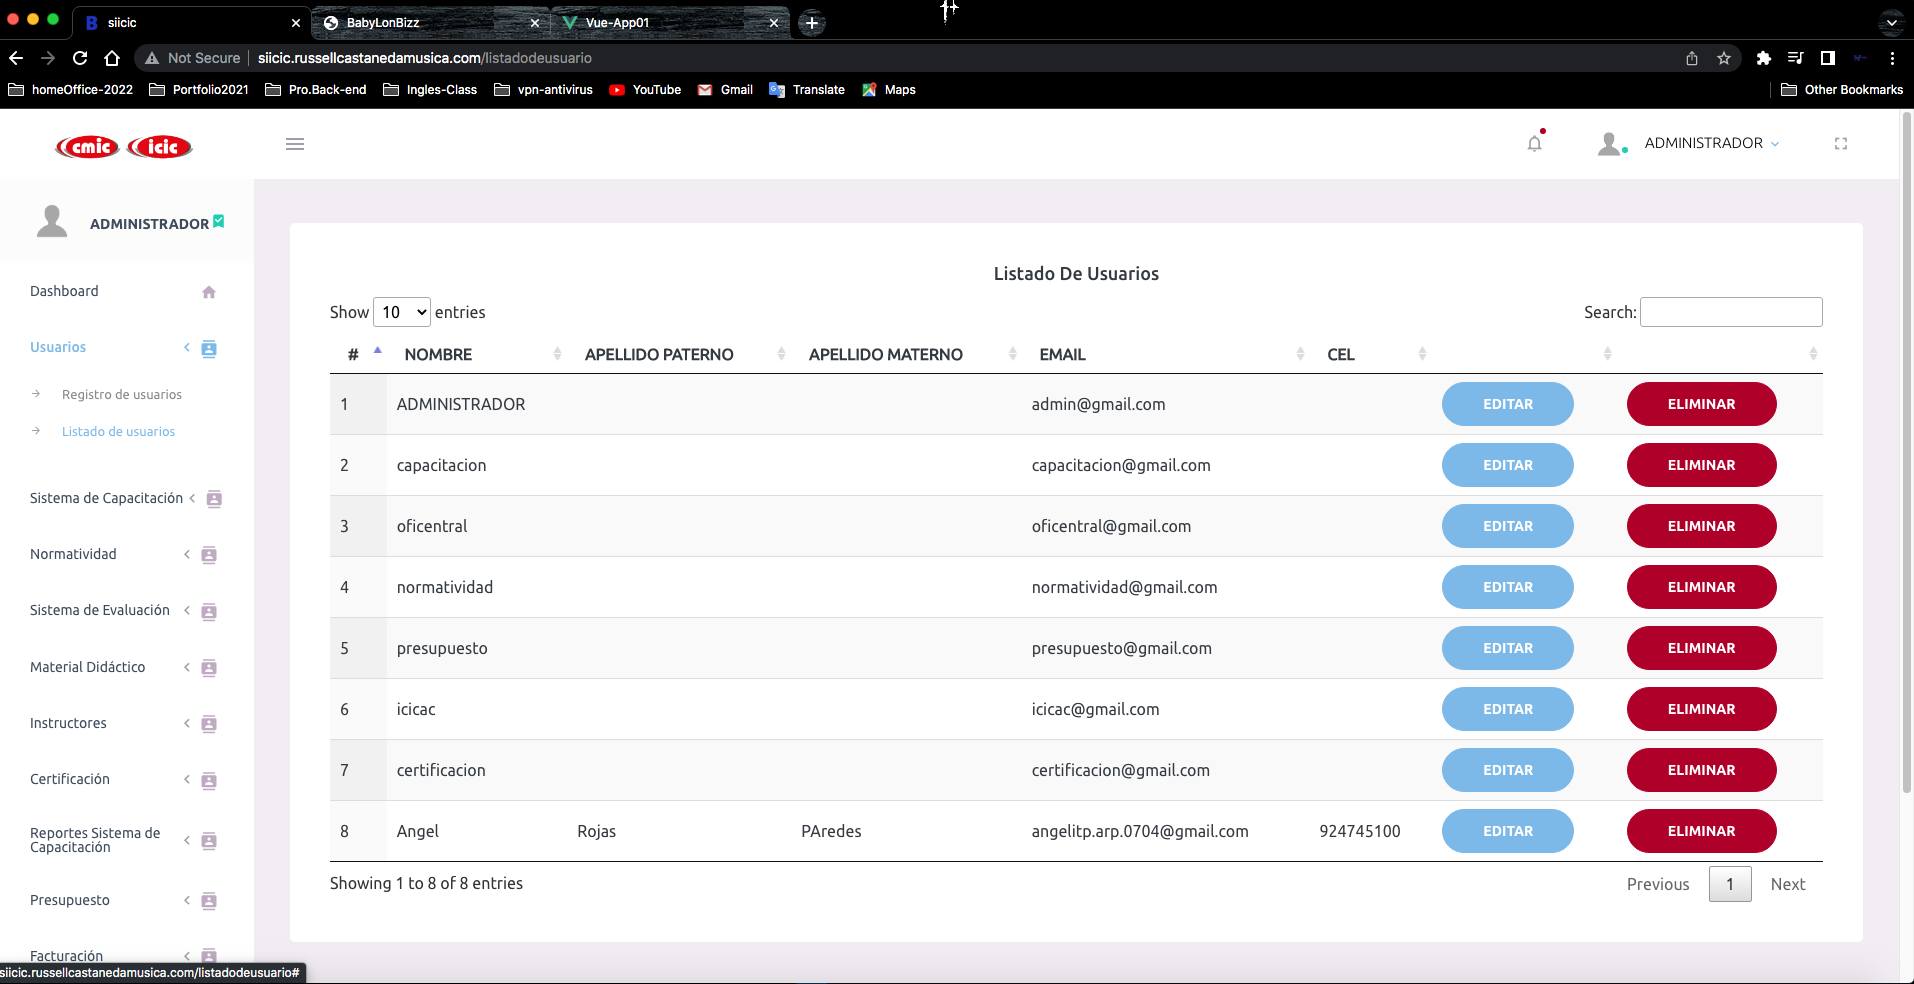 siicic
BabyLonBizz
Vue-App01
Not Secure siicic.russellcastanedamusica.com/listadodeusuario
homeOffice-2022 Portfolio2021 Pro.Back-end Ingles-Class vpn-antivirus YouTube Gmail Translate Maps Other Bookmarks
cmic icic
ADMINISTRADOR
ADMINISTRADOR
Dashboard
Usuarios
Registro de usuarios
Listado de usuarios
Sistema de Capacitación
Normatividad
Sistema de Evaluación
Material Didáctico
Instructores
Certificación
Reportes Sistema de
Capacitación
Presupuesto
Facturación
siicic.russellcastanedamusica.com/listadodeusuario#
Listado De Usuarios
Show 10 entries Search:
# NOMBRE APELLIDO PATERNO APELLIDO MATERNO EMAIL CEL
1 ADMINISTRADOR admin@gmail.com EDITAR ELIMINAR
2 capacitacion capacitacion@gmail.com EDITAR ELIMINAR
3 oficentral oficentral@gmail.com EDITAR ELIMINAR
4 normatividad normatividad@gmail.com EDITAR ELIMINAR
5 presupuesto presupuesto@gmail.com EDITAR ELIMINAR
6 icicac icicac@gmail.com EDITAR ELIMINAR
7 certificacion certificacion@gmail.com EDITAR ELIMINAR
8 Angel Rojas PAredes angelitp.arp.0704@gmail.com 924745100 EDITAR ELIMINAR
Showing 1 to 8 of 8 entries Previous 1 Next